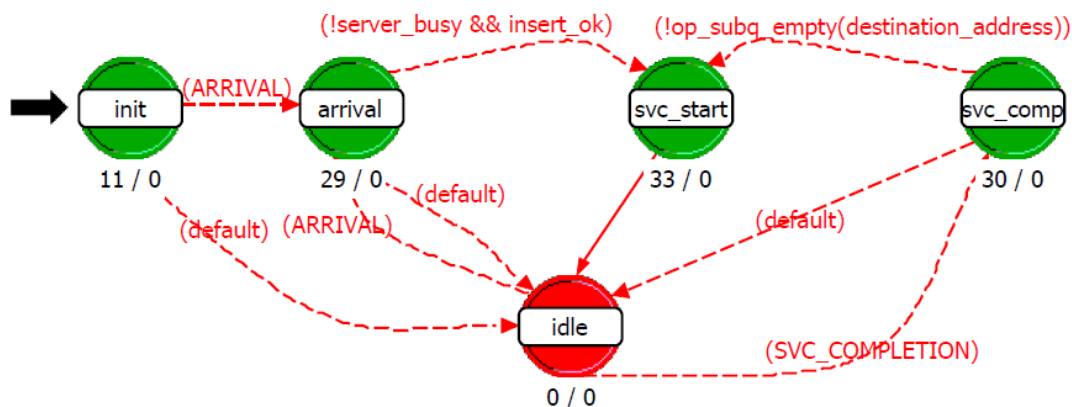 (!server_busy && insert_ok)
(!op_subq_empty(destination_address))
(ARRIVAL)
init
arrival
svc_start
svc_comp
11 / 0
29 / 0
33 / 0
30 / 0
(default)
(ARRIVAL)
(default)
(default)
idle
(SVC_COMPLETION)
0 / 0